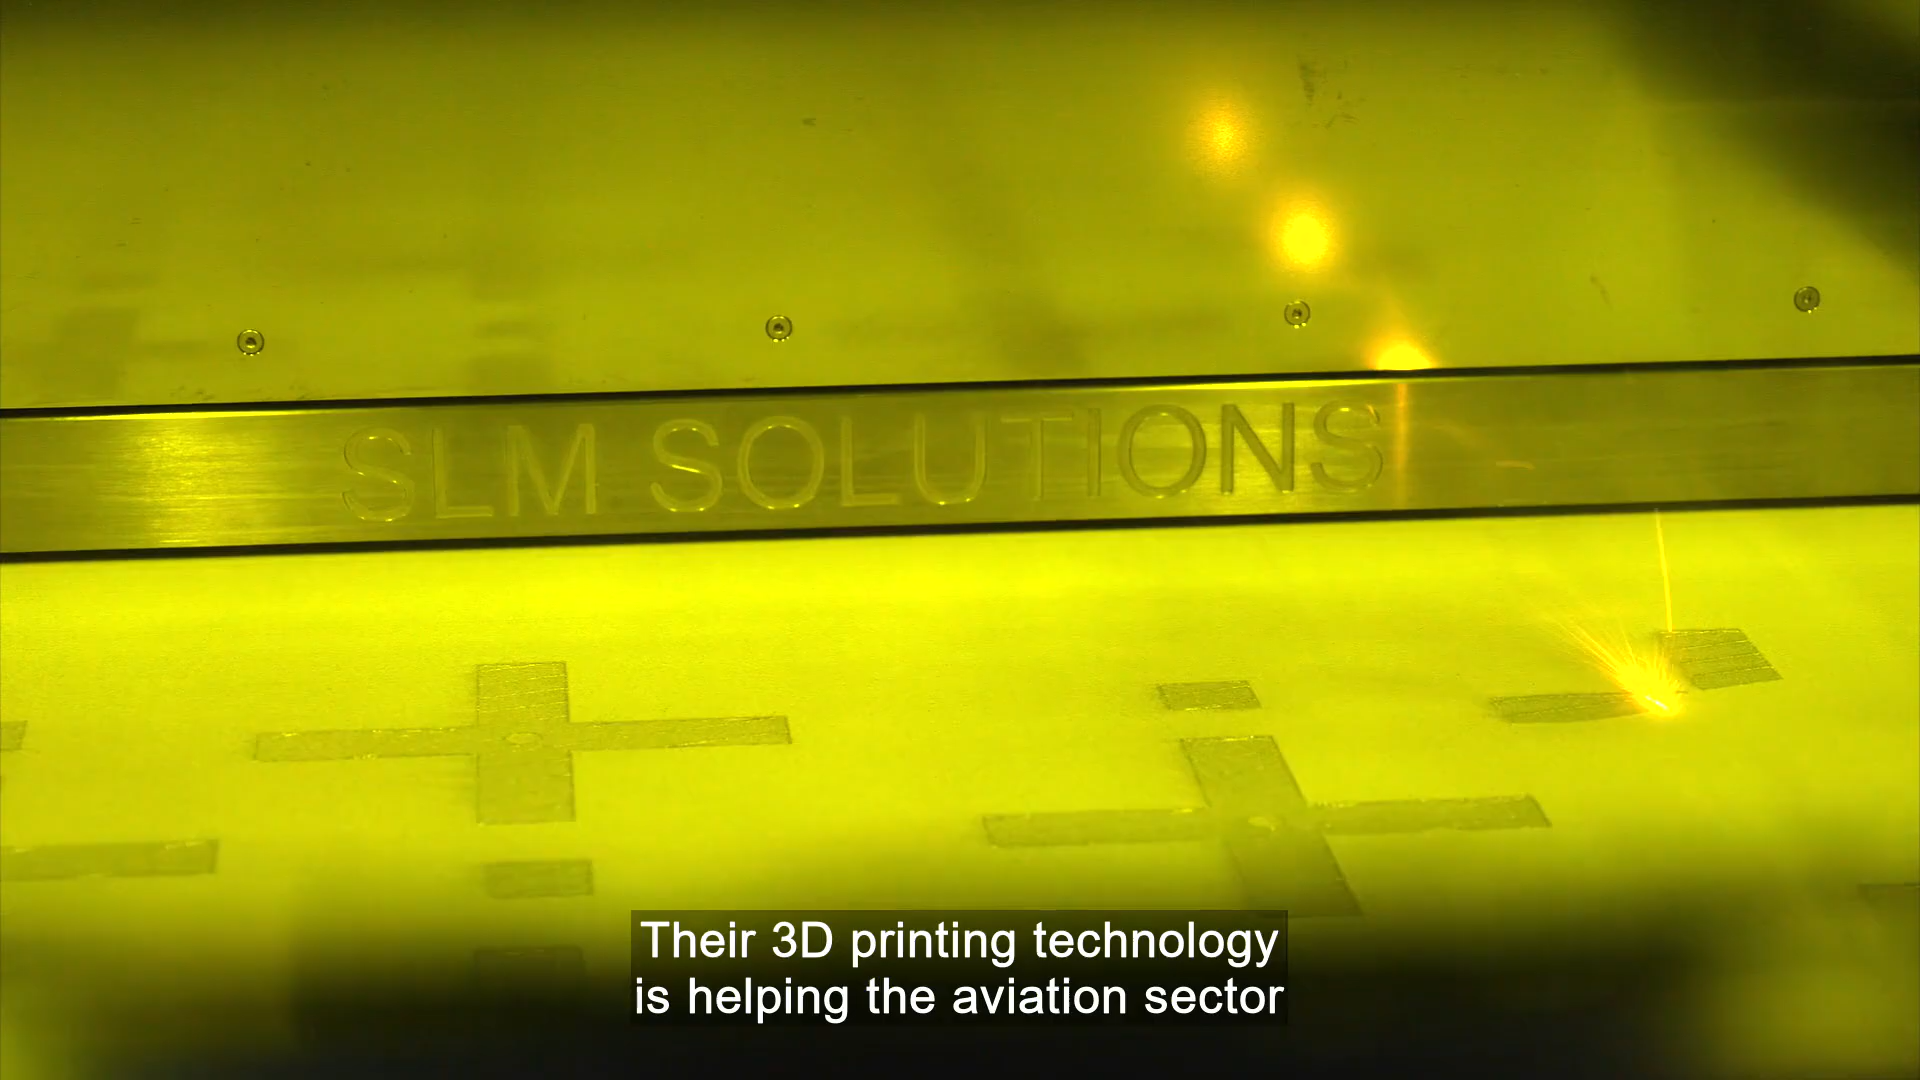 SLM SOLUTIONS
Their 3D printing technology
is helping the aviation sector